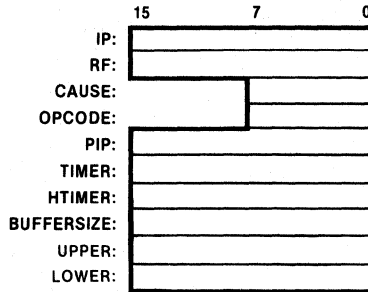 15 7 0
IP:
RF:
CAUSE:
OPCODE:
PIP:
TIMER:
HTIMER:
BUFFERSIZE:
UPPER:
LOWER: